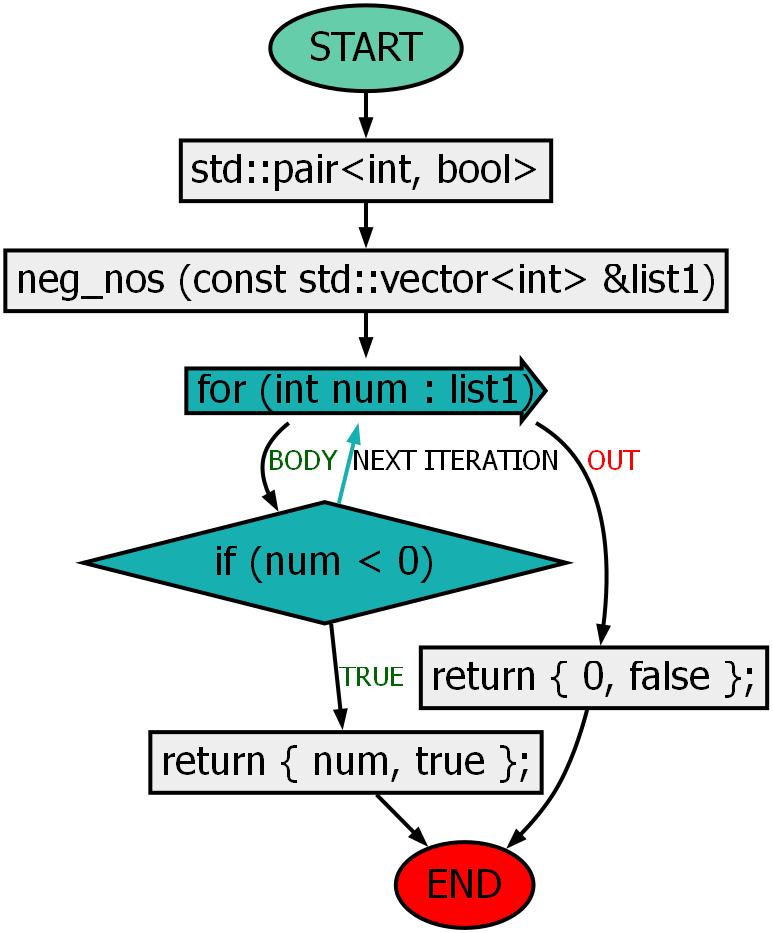 START
std::pair<int, bool>
neg_nos (const std::vector<int> &list1)
for (int num : list1)
BODY
NEXT ITERATION
OUT
if (num < 0)
TRUE
return { 0, false };
return { num, true };
END